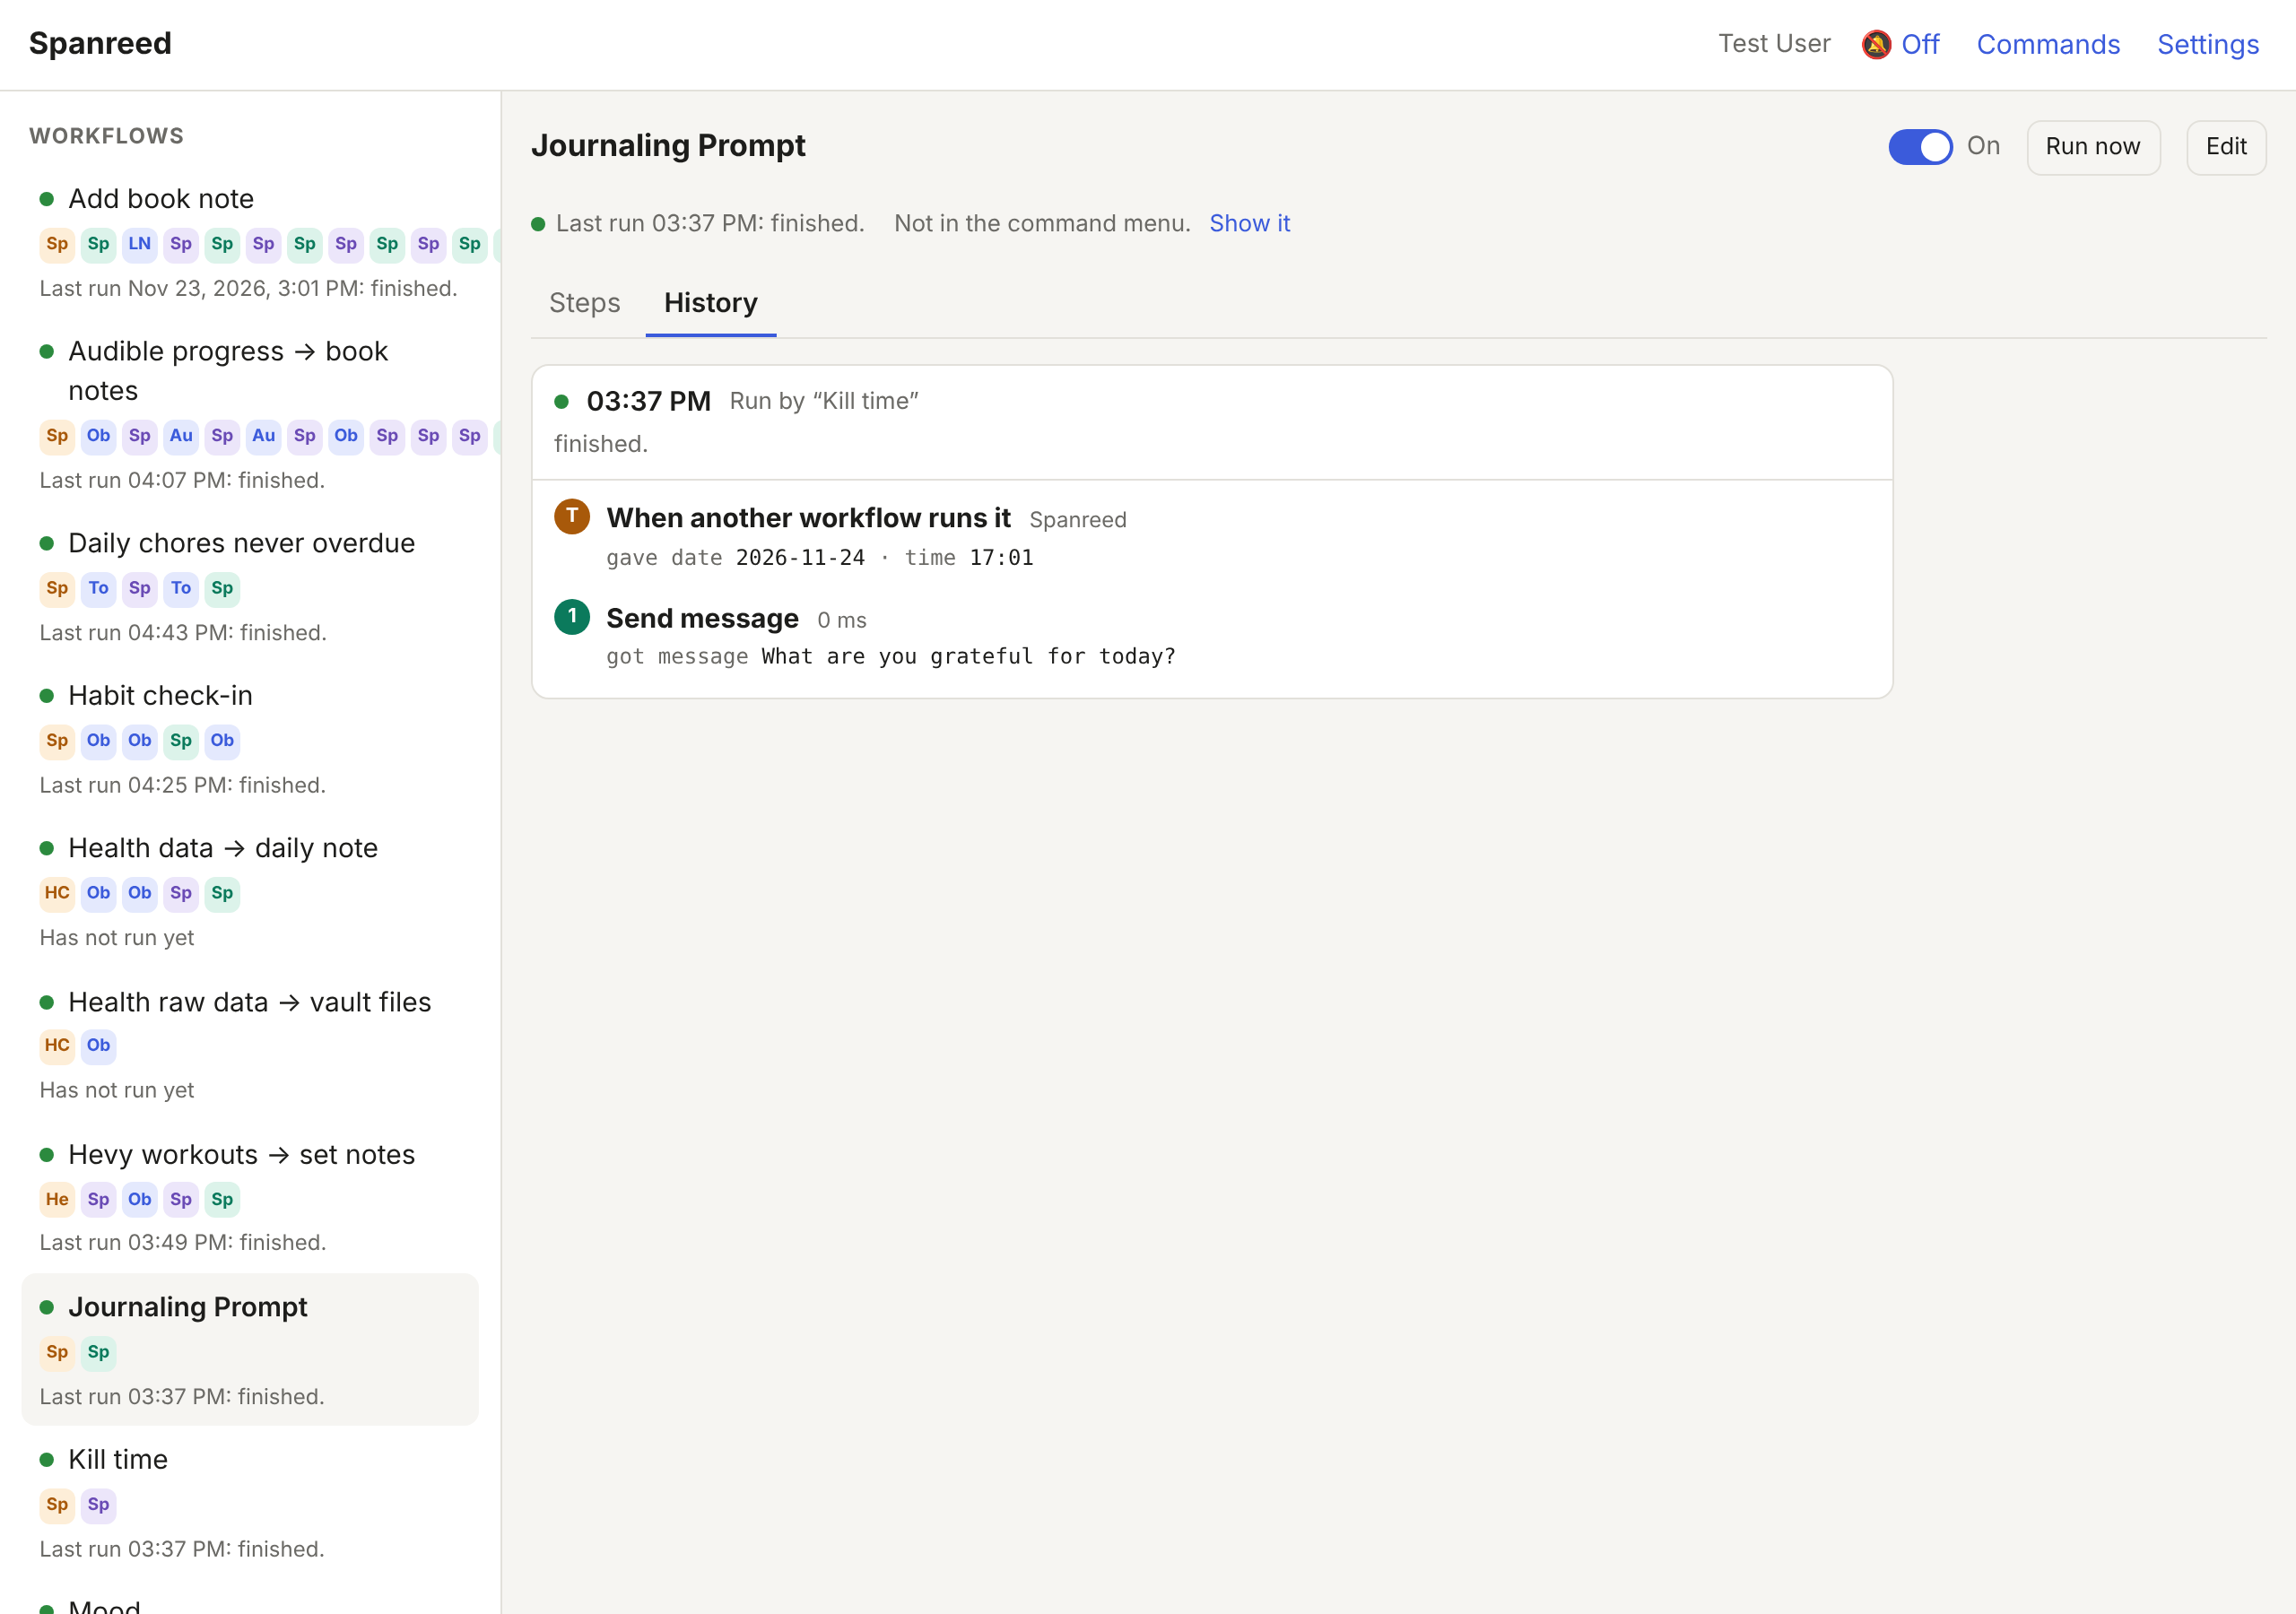 Spanreed
Test User Off Commands Settings
WORKFLOWS
Add book note
Sp Sp LN Sp Sp Sp Sp Sp Sp Sp Sp
Last run Nov 23, 2026, 3:01 PM: finished.
Audible progress → book
notes
Sp Ob Sp Au Sp Au Sp Ob Sp Sp Sp
Last run 04:07 PM: finished.
Daily chores never overdue
Sp To Sp To Sp
Last run 04:43 PM: finished.
Habit check-in
Sp Ob Ob Sp Ob
Last run 04:25 PM: finished.
Health data → daily note
HC Ob Ob Sp Sp
Has not run yet
Health raw data → vault files
HC Ob
Has not run yet
Hevy workouts → set notes
He Sp Ob Sp Sp
Last run 03:49 PM: finished.
Journaling Prompt
Sp Sp
Last run 03:37 PM: finished.
Kill time
Sp Sp
Last run 03:37 PM: finished.
Mood
Journaling Prompt
On Run now Edit
Last run 03:37 PM: finished. Not in the command menu. Show it
Steps History
03:37 PM Run by “Kill time”
finished.
T When another workflow runs it Spanreed
gave date 2026-11-24 · time 17:01
1 Send message 0 ms
got message What are you grateful for today?